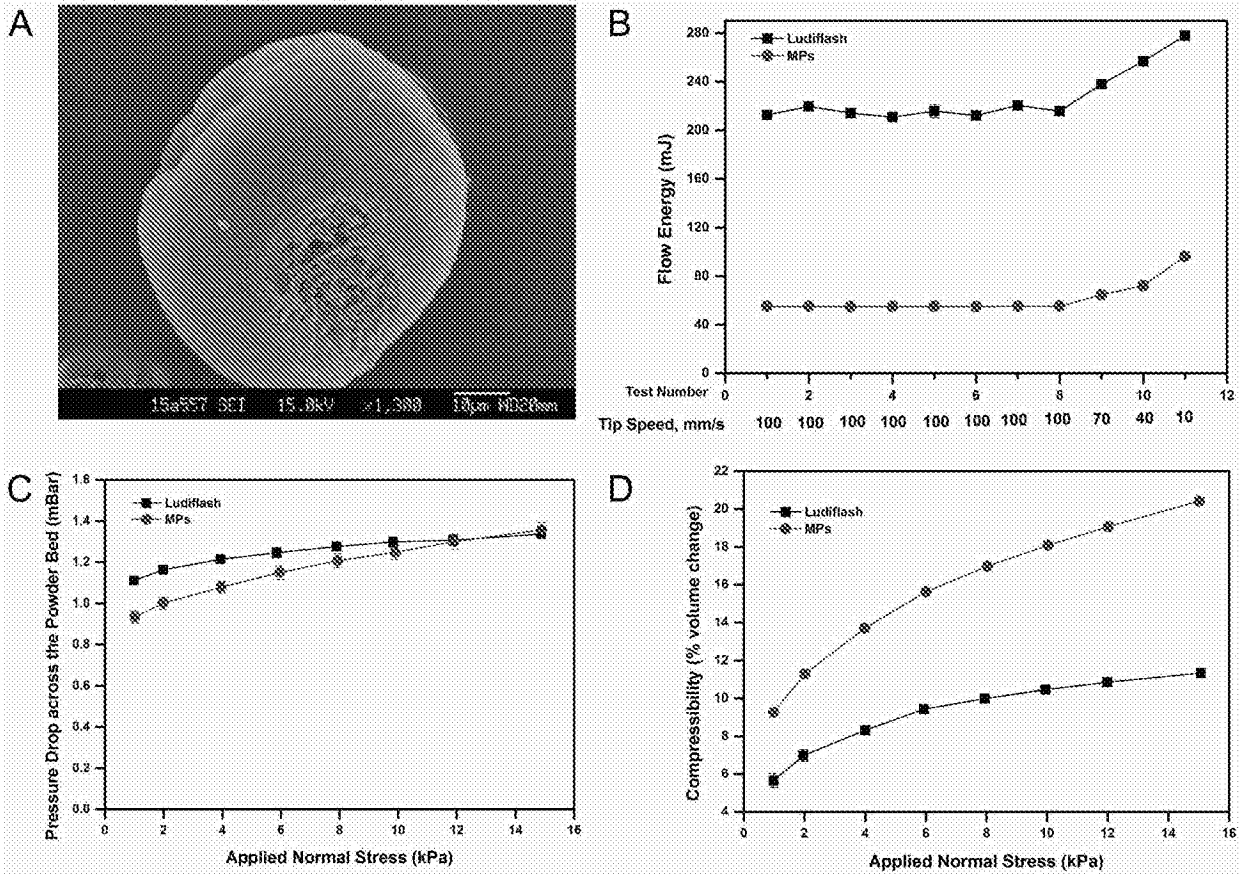 A
15a557 SEI 15.0kV x1,300 10μm WD20mm
B
Ludiflash
MPs
Flow Energy (mJ)
280
240
200
160
120
80
40
0
Test Number 0 2 4 6 8 10 12
Tip Speed, mm/s 100 100 100 100 100 100 100 100 70 40 10
C
Ludiflash
MPs
Pressure Drop across the Powder Bed (mBar)
1.6
1.4
1.2
1.0
0.8
0.6
0.4
0.2
0.0
0 2 4 6 8 10 12 14 16
Applied Normal Stress (kPa)
D
Ludiflash
MPs
Compressibility (% volume change)
22
20
18
16
14
12
10
8
6
4
0 2 4 6 8 10 12 14 16
Applied Normal Stress (kPa)